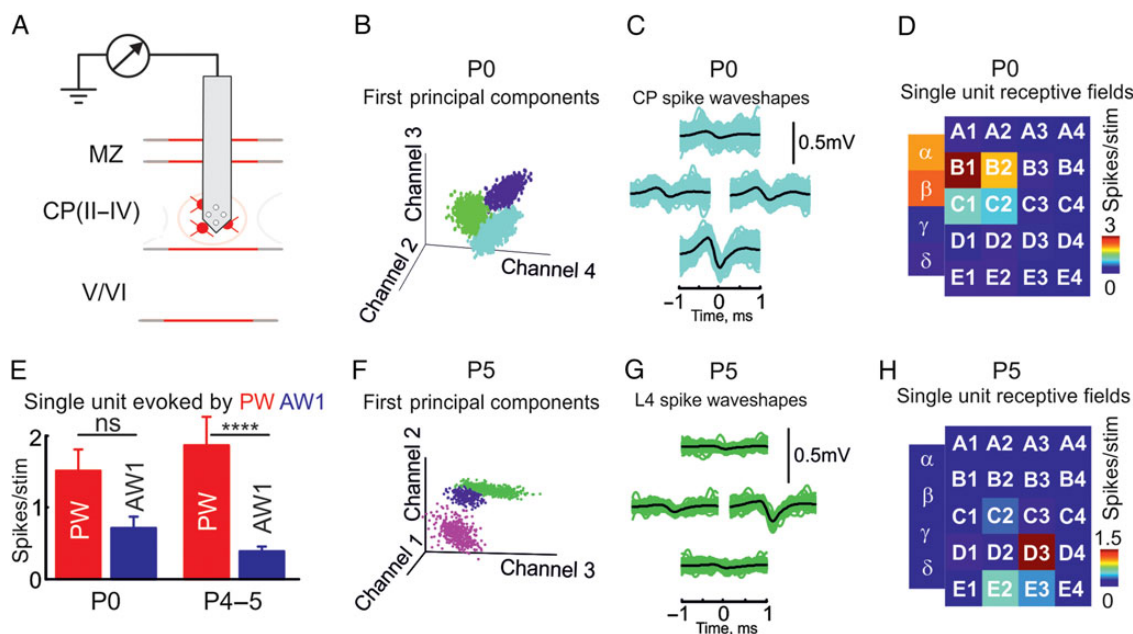 A
MZ
CP(II–IV)
V/VI
B
P0
First principal components
Channel 3
Channel 2
Channel 4
C
P0
CP spike waveshapes
0.5mV
−1 0 1
Time, ms
D
P0
Single unit receptive fields
α
β
γ
δ
A1 A2 A3 A4
B1 B2 B3 B4
C1 C2 C3 C4
D1 D2 D3 D4
E1 E2 E3 E4
Spikes/stim
3
0
E
Single unit evoked by PW AW1
ns
****
2
1
0
Spikes/stim
PW
AW1
PW
AW1
P0
P4–5
F
P5
First principal components
Channel 2
Channel 1
Channel 3
G
P5
L4 spike waveshapes
0.5mV
−1 0 1
Time, ms
H
P5
Single unit receptive fields
α
β
γ
δ
A1 A2 A3 A4
B1 B2 B3 B4
C1 C2 C3 C4
D1 D2 D3 D4
E1 E2 E3 E4
Spikes/stim
1.5
0